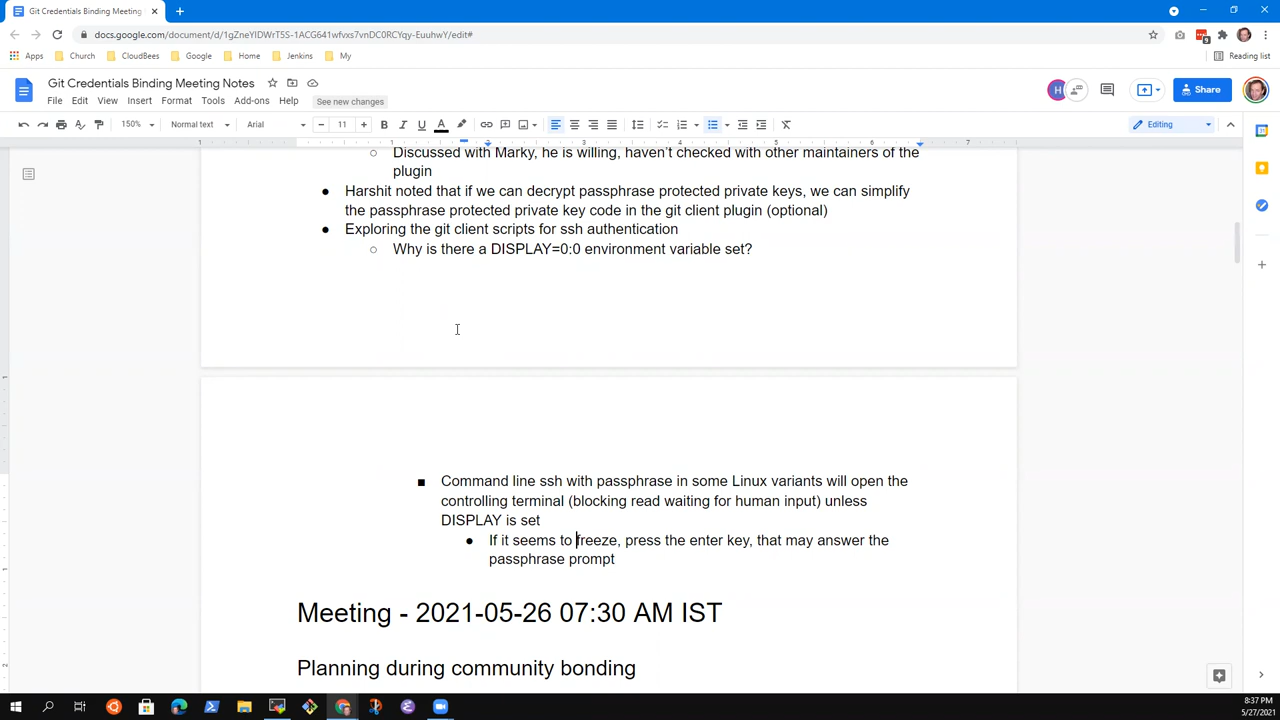 Git Credentials Binding Meeting
docs.google.com/document/d/1gZneYIDWrTSS-1ACG641wfvxs7vnDC0RCYqy-EuuhwY/edit#
Apps Church CloudBees Google Home Jenkins My Reading list
Git Credentials Binding Meeting Notes
File Edit View Insert Format Tools Add-ons Help See new changes
H Share
150% Normal text Arial 11 Editing
1 1 3 4 5 6 7
Discussed with Marky, he is willing, haven't checked with other maintainers of the
plugin
Harshit noted that if we can decrypt passphrase protected private keys, we can simplify
the passphrase protected private key code in the git client plugin (optional)
Exploring the git client scripts for ssh authentication
Why is there a DISPLAY=0:0 environment variable set?
Command line ssh with passphrase in some Linux variants will open the
controlling terminal (blocking read waiting for human input) unless
DISPLAY is set
If it seems to freeze, press the enter key, that may answer the
passphrase prompt
Meeting - 2021-05-26 07:30 AM IST
Planning during community bonding
8:37 PM
5/27/2021